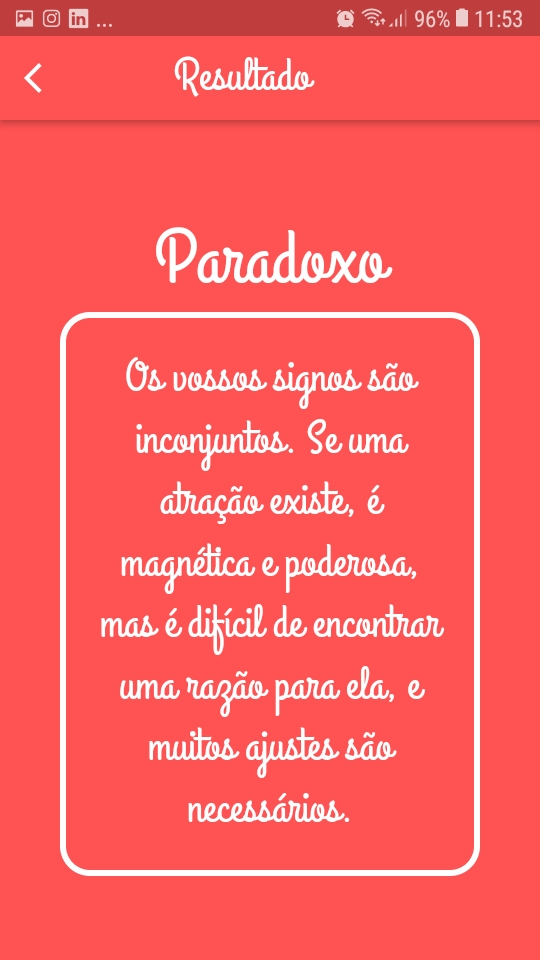 ... 96% 11:53
Resultado
Paradoxo
Os vossos signos são
inconjuntos. Se uma
atração existe, é
magnética e poderosa,
mas é difícil de encontrar
uma razão para ela, e
muitos ajustes são
necessários.